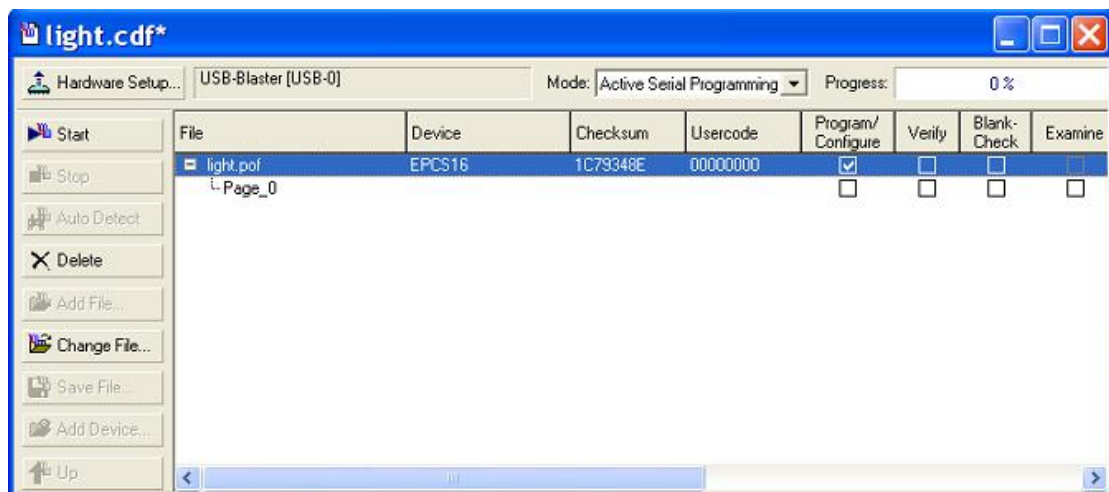 light.cdf*
Hardware Setup... USB-Blaster [USB-0] Mode: Active Serial Programming Progress: 0 %
Start
Stop
Auto Detect
Delete
Add File...
Change File...
Save File...
Add Device...
Up
File Device Checksum Usercode Program/ Configure Verify Blank- Check Examine
light.pof EPCS16 1C79348E 00000000
Page_0